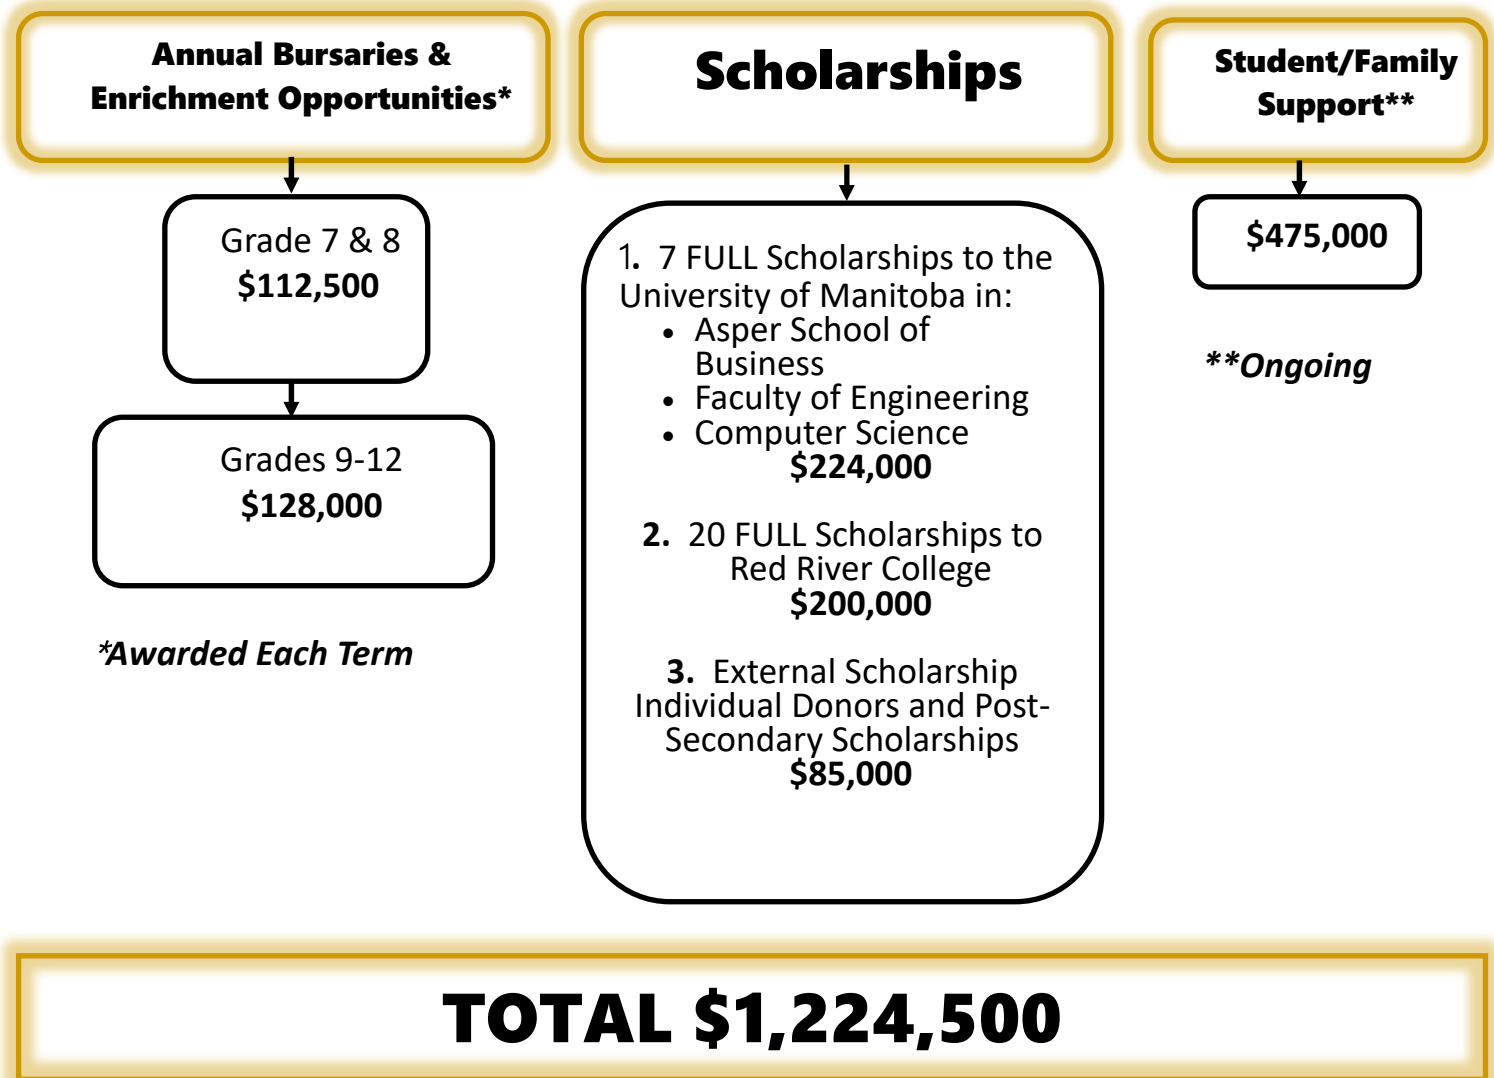 Annual Bursaries &
Enrichment Opportunities*
Grade 7 & 8
$112,500
Grades 9-12
$128,000
*Awarded Each Term
Scholarships
1. 7 FULL Scholarships to the
University of Manitoba in:
• Asper School of
Business
• Faculty of Engineering
• Computer Science
$224,000
2. 20 FULL Scholarships to
Red River College
$200,000
3. External Scholarship
Individual Donors and Post-
Secondary Scholarships
$85,000
Student/Family
Support**
$475,000
**Ongoing
TOTAL $1,224,500